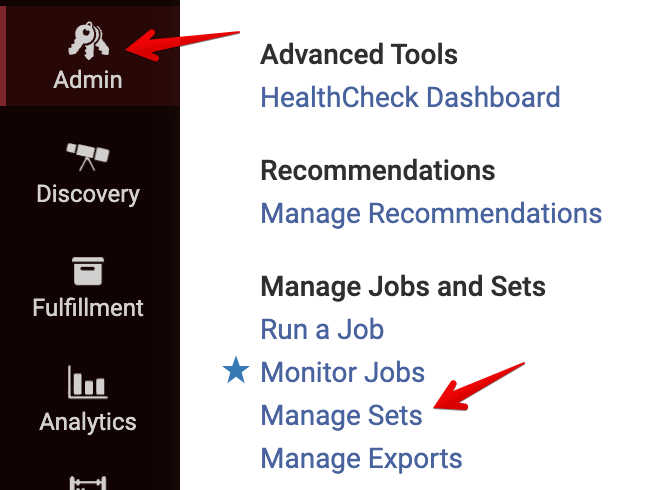 Admin
Discovery
Fulfillment
Analytics
Advanced Tools
HealthCheck Dashboard
Recommendations
Manage Recommendations
Manage Jobs and Sets
Run a Job
Monitor Jobs
Manage Sets
Manage Exports